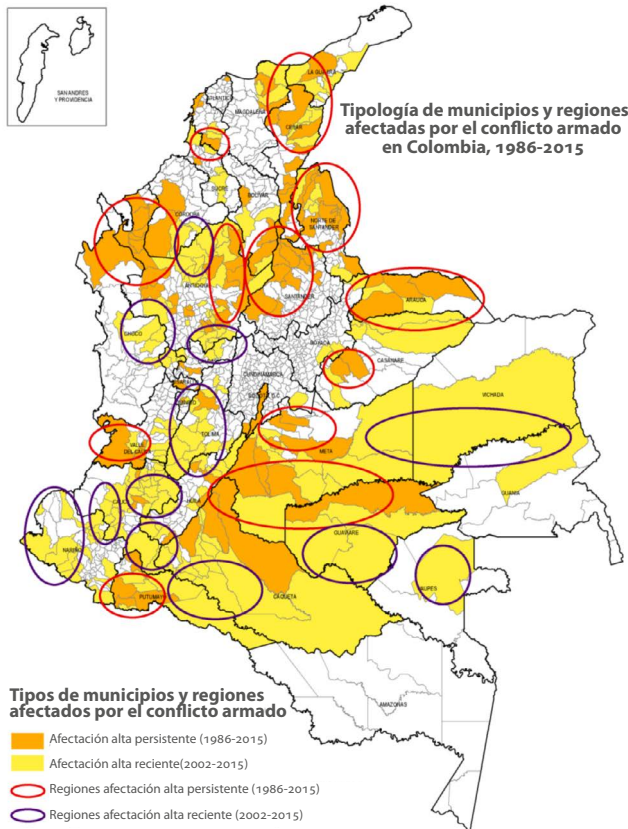 SAN ANDRES
Y PROVIDENCIA
Tipología de municipios y regiones
afectadas por el conflicto armado
en Colombia, 1986-2015
LA GUAJIRA
MAGDALENA
CESAR
SUCRE
BOLIVAR
CORDOBA
NORTE DE
SANTANDER
ANTIOQUIA
SANTANDER
ARAUCA
CHOCO
BOYACA
CASANARE
CUNDINAMARCA
VICHADA
TOLIMA
META
VALLE
DEL CAUCA
GUAINIA
CAUCA
HUILA
GUAVIARE
NARIÑO
VAUPES
PUTUMAYO
CAQUETA
AMAZONAS
Tipos de municipios y regiones
afectados por el conflicto armado
Afectación alta persistente (1986-2015)
Afectación alta reciente(2002-2015)
Regiones afectación alta persistente (1986-2015)
Regiones afectación alta reciente (2002-2015)